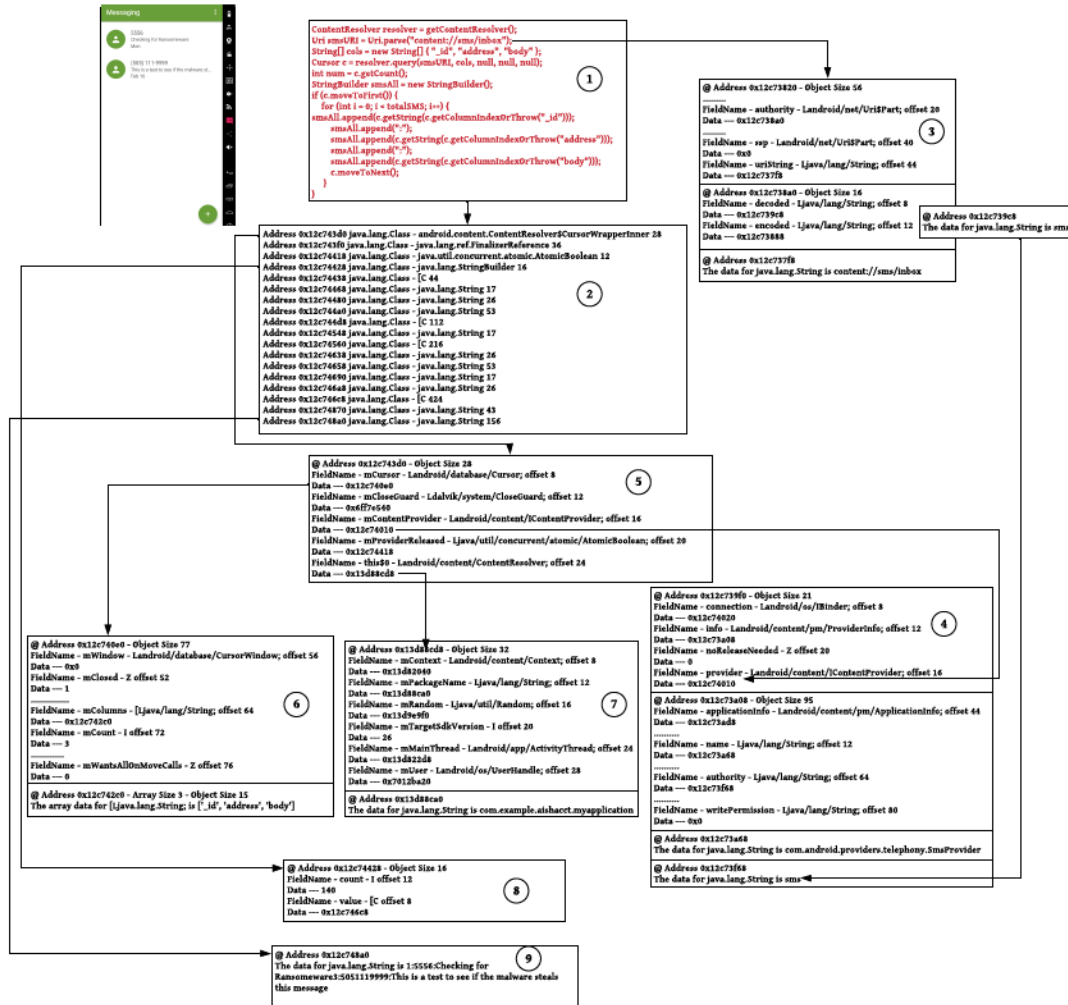 Messaging
5556
Checking for Ransomeware
Mon
(505) 111-9999
This is a test to see if the malware st...
Feb 16
ContentResolver resolver = getContentResolver();
Uri smsURI = Uri.parse("content://sms/inbox");
String[] cols = new String[] { "_id", "address", "body" };
Cursor c = resolver.query(smsURI, cols, null, null, null);
int num = c.getCount();
StringBuilder smsAll = new StringBuilder();
if (c.moveToFirst()) {
for (int i = 0; i < totalSMS; i++) {
smsAll.append(c.getString(c.getColumnIndexOrThrow("_id")));
smsAll.append(":");
smsAll.append(c.getString(c.getColumnIndexOrThrow("address")));
smsAll.append(":");
smsAll.append(c.getString(c.getColumnIndexOrThrow("body")));
c.moveToNext();
}
}
1
@ Address 0x12c73820 - Object Size 56
.........
FieldName - authority - Landroid/net/Uri$Part; offset 20
Data --- 0x12c738a0
.........
FieldName - ssp - Landroid/net/Uri$Part; offset 40
Data --- 0x0
FieldName - uriString - Ljava/lang/String; offset 44
Data --- 0x12c737f8
3
@ Address 0x12c738a0 - Object Size 16
FieldName - decoded - Ljava/lang/String; offset 8
Data --- 0x12c739c8
FieldName - encoded - Ljava/lang/String; offset 12
Data --- 0x12c73888
@ Address 0x12c737f8
The data for java.lang.String is content://sms/inbox
@ Address 0x12c739c8
The data for java.lang.String is sms
Address 0x12c743d0 java.lang.Class - android.content.ContentResolver$CursorWrapperInner 28
Address 0x12c743f0 java.lang.Class - java.lang.ref.FinalizerReference 36
Address 0x12c74418 java.lang.Class - java.util.concurrent.atomic.AtomicBoolean 12
Address 0x12c74428 java.lang.Class - java.lang.StringBuilder 16
Address 0x12c74438 java.lang.Class - [C 44
Address 0x12c74468 java.lang.Class - java.lang.String 17
Address 0x12c74480 java.lang.Class - java.lang.String 26
Address 0x12c744a0 java.lang.Class - java.lang.String 53
Address 0x12c744d8 java.lang.Class - [C 112
Address 0x12c74548 java.lang.Class - java.lang.String 17
Address 0x12c74560 java.lang.Class - [C 216
Address 0x12c74638 java.lang.Class - java.lang.String 26
Address 0x12c74658 java.lang.Class - java.lang.String 53
Address 0x12c74690 java.lang.Class - java.lang.String 17
Address 0x12c746a8 java.lang.Class - java.lang.String 26
Address 0x12c746c8 java.lang.Class - [C 424
Address 0x12c74870 java.lang.Class - java.lang.String 43
Address 0x12c748a0 java.lang.Class - java.lang.String 156
2
@ Address 0x12c743d0 - Object Size 28
FieldName - mCursor - Landroid/database/Cursor; offset 8
Data --- 0x12c740e0
FieldName - mCloseGuard - Ldalvik/system/CloseGuard; offset 12
Data --- 0x6ff7e540
FieldName - mContentProvider - Landroid/content/IContentProvider; offset 16
Data --- 0x12c74010
FieldName - mProviderReleased - Ljava/util/concurrent/atomic/AtomicBoolean; offset 20
Data --- 0x12c74418
FieldName - this$0 - Landroid/content/ContentResolver; offset 24
Data --- 0x13d88cd8
5
@ Address 0x12c739f0 - Object Size 21
FieldName - connection - Landroid/os/IBinder; offset 8
Data --- 0x12c74020
FieldName - info - Landroid/content/pm/ProviderInfo; offset 12
Data --- 0x12c73a08
FieldName - noReleaseNeeded - Z offset 20
Data --- 0
FieldName - provider - Landroid/content/IContentProvider; offset 16
Data --- 0x12c74010
4
@ Address 0x12c73a08 - Object Size 95
FieldName - applicationInfo - Landroid/content/pm/ApplicationInfo; offset 44
Data --- 0x12c73ad8
..........
FieldName - name - Ljava/lang/String; offset 12
Data --- 0x12c73a68
..........
FieldName - authority - Ljava/lang/String; offset 64
Data --- 0x12c73f68
..........
FieldName - writePermission - Ljava/lang/String; offset 80
Data --- 0x0
@ Address 0x12c73a68
The data for java.lang.String is com.android.providers.telephony.SmsProvider
@ Address 0x12c73f68
The data for java.lang.String is sms
@ Address 0x12c740e0 - Object Size 77
FieldName - mWindow - Landroid/database/CursorWindow; offset 56
Data --- 0x0
FieldName - mClosed - Z offset 52
Data --- 1
..............
FieldName - mColumns - [Ljava/lang/String; offset 64
Data --- 0x12c742c0
FieldName - mCount - I offset 72
Data --- 3
............
FieldName - mWantsAllOnMoveCalls - Z offset 76
Data --- 0
6
@ Address 0x12c742c0 - Array Size 3 - Object Size 15
The array data for [Ljava.lang.String; is ['_id', 'address', 'body']
@ Address 0x13d88cd8 - Object Size 32
FieldName - mContext - Landroid/content/Context; offset 8
Data --- 0x13d82040
FieldName - mPackageName - Ljava/lang/String; offset 12
Data --- 0x13d88ca0
FieldName - mRandom - Ljava/util/Random; offset 16
Data --- 0x13d9e9f0
FieldName - mTargetSdkVersion - I offset 20
Data --- 26
FieldName - mMainThread - Landroid/app/ActivityThread; offset 24
Data --- 0x13d822d8
FieldName - mUser - Landroid/os/UserHandle; offset 28
Data --- 0x7012ba20
7
@ Address 0x13d88ca0
The data for java.lang.String is com.example.aishacct.myapplication
@ Address 0x12c74428 - Object Size 16
FieldName - count - I offset 12
Data --- 140
FieldName - value - [C offset 8
Data --- 0x12c746c8
8
@ Address 0x12c748a0
The data for java.lang.String is 1:5556:Checking for
Ransomeware3:5051119999:This is a test to see if the malware steals
this message
9